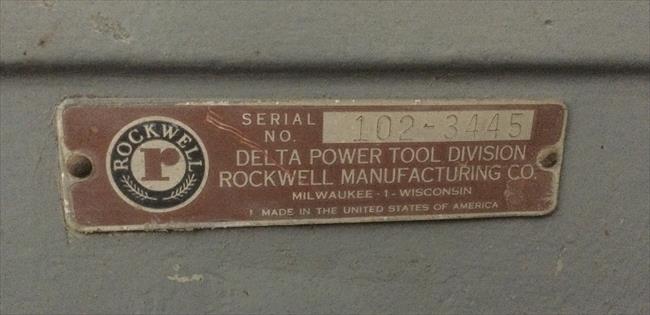 ROCKWELL
r
SERIAL NO. 102-3445
DELTA POWER TOOL DIVISION
ROCKWELL MANUFACTURING CO.
MILWAUKEE - 1 - WISCONSIN
MADE IN THE UNITED STATES OF AMERICA